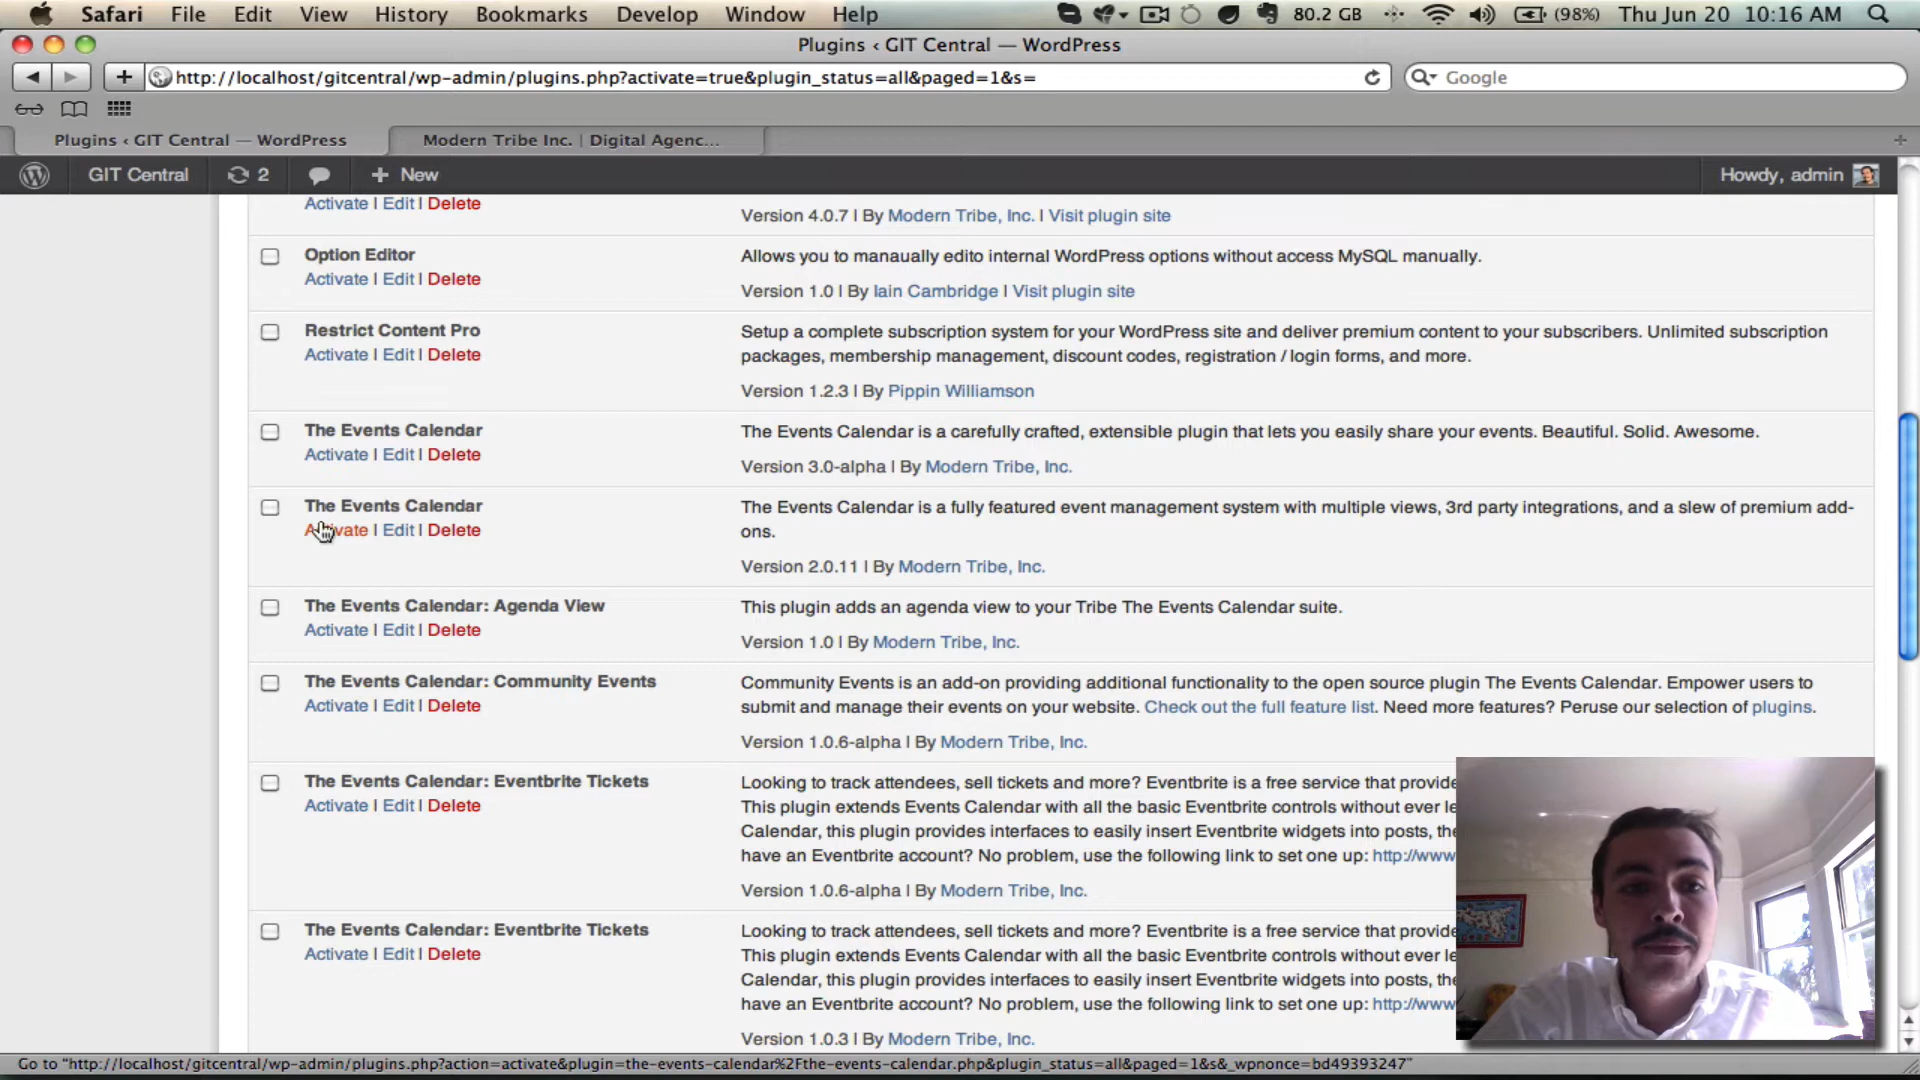 Safari File Edit View History Bookmarks Develop Window Help 80.2 GB (98%) Thu Jun 20 10:16 AM
Plugins ‹ GIT Central — WordPress
http://localhost/gitcentral/wp-admin/plugins.php?activate=true&plugin_status=all&paged=1&s=
Google
Plugins ‹ GIT Central — WordPress
Modern Tribe Inc. | Digital Agenc...
GIT Central 2 + New Howdy, admin
Activate | Edit | Delete
Version 4.0.7 | By Modern Tribe, Inc. | Visit plugin site
Option Editor
Allows you to manaually edito internal WordPress options without access MySQL manually.
Activate | Edit | Delete
Version 1.0 | By Iain Cambridge | Visit plugin site
Restrict Content Pro
Setup a complete subscription system for your WordPress site and deliver premium content to your subscribers. Unlimited subscription
Activate | Edit | Delete
packages, membership management, discount codes, registration / login forms, and more.
Version 1.2.3 | By Pippin Williamson
The Events Calendar
The Events Calendar is a carefully crafted, extensible plugin that lets you easily share your events. Beautiful. Solid. Awesome.
Activate | Edit | Delete
Version 3.0-alpha | By Modern Tribe, Inc.
The Events Calendar
The Events Calendar is a fully featured event management system with multiple views, 3rd party integrations, and a slew of premium add-
Activate | Edit | Delete
ons.
Version 2.0.11 | By Modern Tribe, Inc.
The Events Calendar: Agenda View
This plugin adds an agenda view to your Tribe The Events Calendar suite.
Activate | Edit | Delete
Version 1.0 | By Modern Tribe, Inc.
The Events Calendar: Community Events
Community Events is an add-on providing additional functionality to the open source plugin The Events Calendar. Empower users to
Activate | Edit | Delete
submit and manage their events on your website. Check out the full feature list. Need more features? Peruse our selection of plugins.
Version 1.0.6-alpha | By Modern Tribe, Inc.
The Events Calendar: Eventbrite Tickets
Looking to track attendees, sell tickets and more? Eventbrite is a free service that provide
Activate | Edit | Delete
This plugin extends Events Calendar with all the basic Eventbrite controls without ever le
Calendar, this plugin provides interfaces to easily insert Eventbrite widgets into posts, the
have an Eventbrite account? No problem, use the following link to set one up: http://www
Version 1.0.6-alpha | By Modern Tribe, Inc.
The Events Calendar: Eventbrite Tickets
Looking to track attendees, sell tickets and more? Eventbrite is a free service that provide
Activate | Edit | Delete
This plugin extends Events Calendar with all the basic Eventbrite controls without ever le
Calendar, this plugin provides interfaces to easily insert Eventbrite widgets into posts, the
have an Eventbrite account? No problem, use the following link to set one up: http://www
Version 1.0.3 | By Modern Tribe, Inc.
Go to "http://localhost/gitcentral/wp-admin/plugins.php?action=activate&plugin=the-events-calendar%2Fthe-events-calendar.php&plugin_status=all&paged=1&s&_wpnonce=bd49393247"